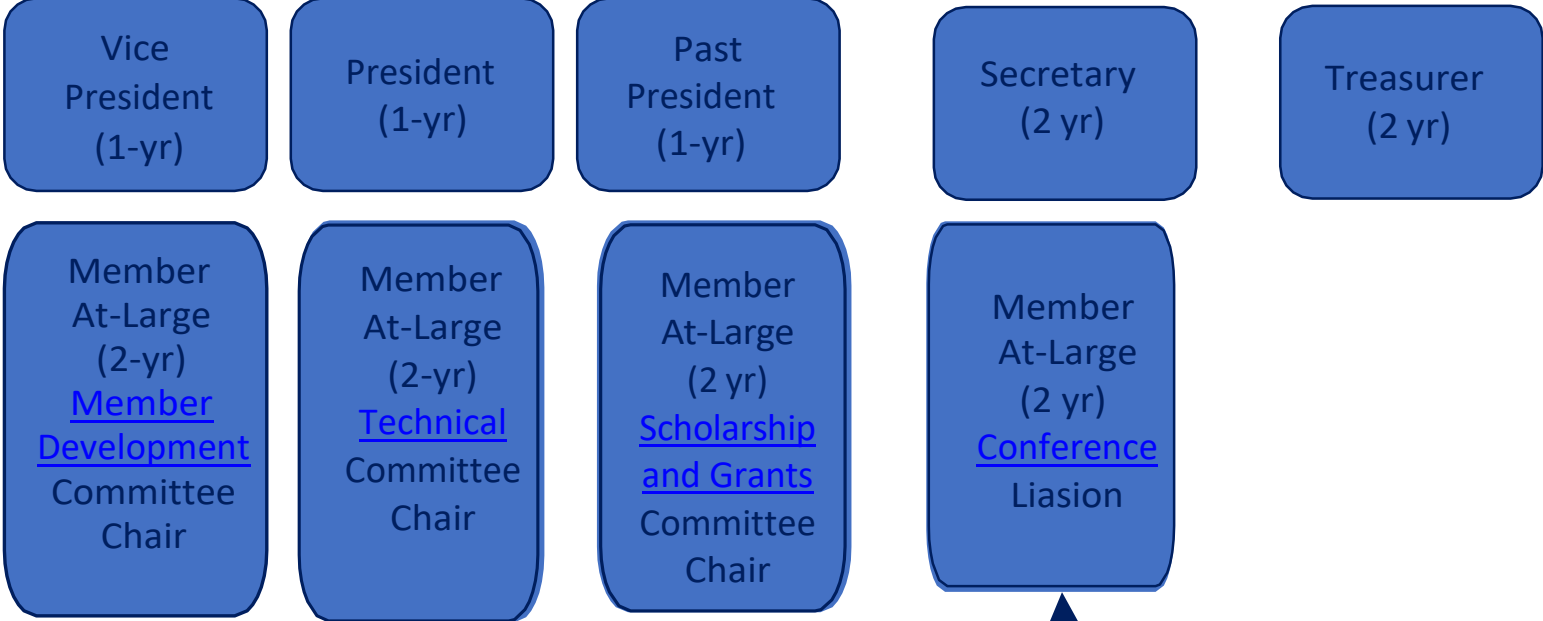 Vice
President
(1-yr)
President
(1-yr)
Past
President
(1-yr)
Secretary
(2 yr)
Treasurer
(2 yr)
Member
At-Large
(2-yr)
Member
Development
Committee
Chair
Member
At-Large
(2-yr)
Technical
Committee
Chair
Member
At-Large
(2 yr)
Scholarship
and Grants
Committee
Chair
Member
At-Large
(2 yr)
Conference
Liasion